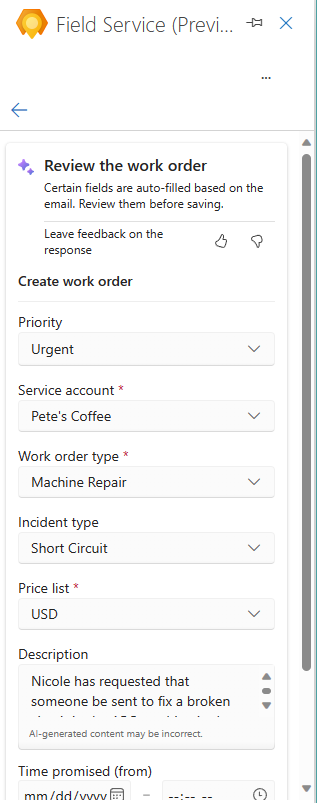 Field Service (Previ...
...
Review the work order
Certain fields are auto-filled based on the
email. Review them before saving.
Leave feedback on the
response
Create work order
Priority
Urgent
Service account *
Pete's Coffee
Work order type *
Machine Repair
Incident type
Short Circuit
Price list *
USD
Description
Nicole has requested that
someone be sent to fix a broken
AI-generated content may be incorrect.
Time promised (from)
mm/dd/yyyy – --:-- --